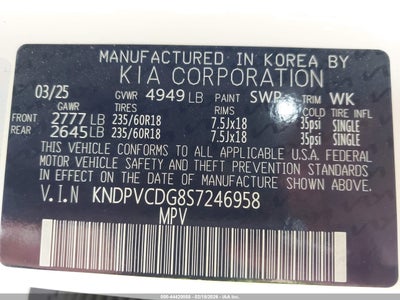 MANUFACTURED IN KOREA BY
KIA CORPORATION
03/25 GVWR 4949 LB PAINT SWP TRIM WK
GAWR TIRES RIMS COLD TIRE INFL
FRONT 2777 LB 235/60R18 7.5Jx18 35psi SINGLE
REAR 2645 LB 235/60R18 7.5Jx18 35psi SINGLE
THIS VEHICLE CONFORMS TO ALL APPLICABLE U.S.A. FEDERAL
MOTOR VEHICLE SAFETY, BUMPER, AND THEFT PREVENTION STANDARDS
IN EFFECT ON THE DATE OF MANUFACTURE SHOWN ABOVE.
V.I.N KNDPVCDG8S7246958
MPV